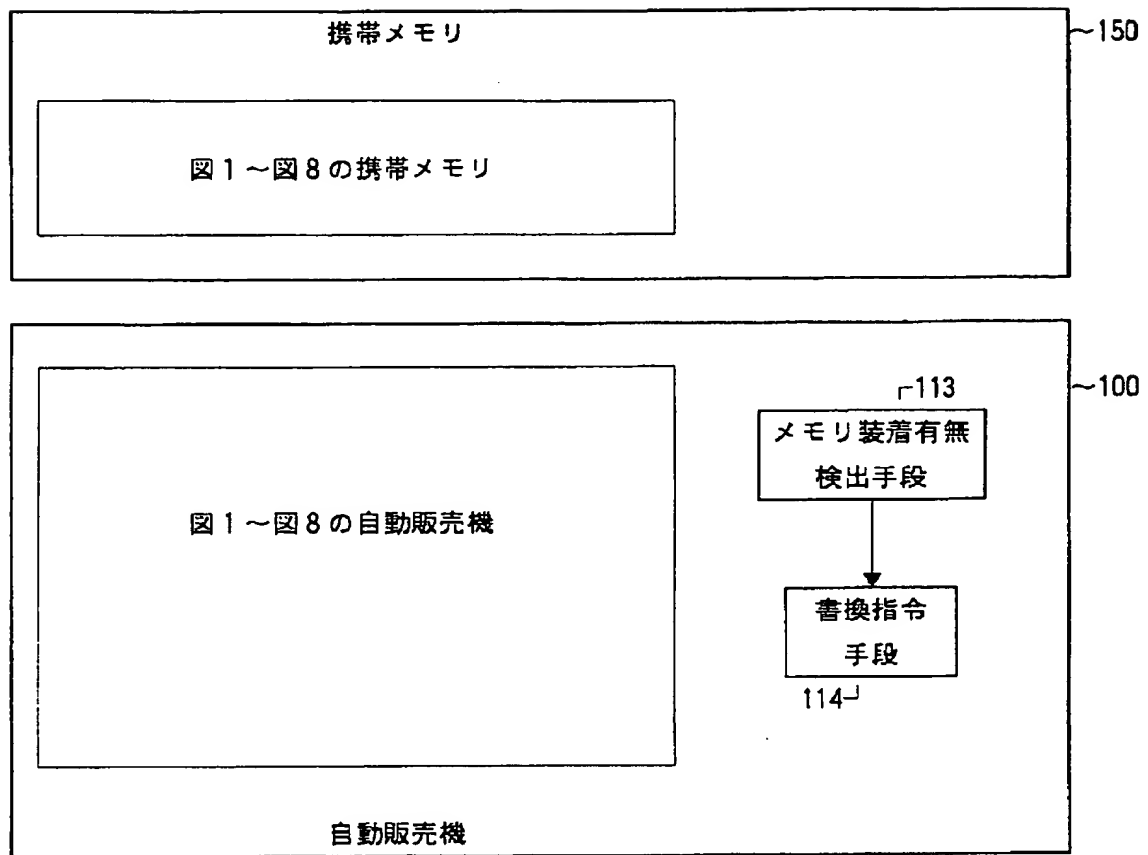 携帯メモリ
~150
図1~図8の携帯メモリ
~100
113
メモリ装着有無
検出手段
図1~図8の自動販売機
書換指令
手段
114
自動販売機